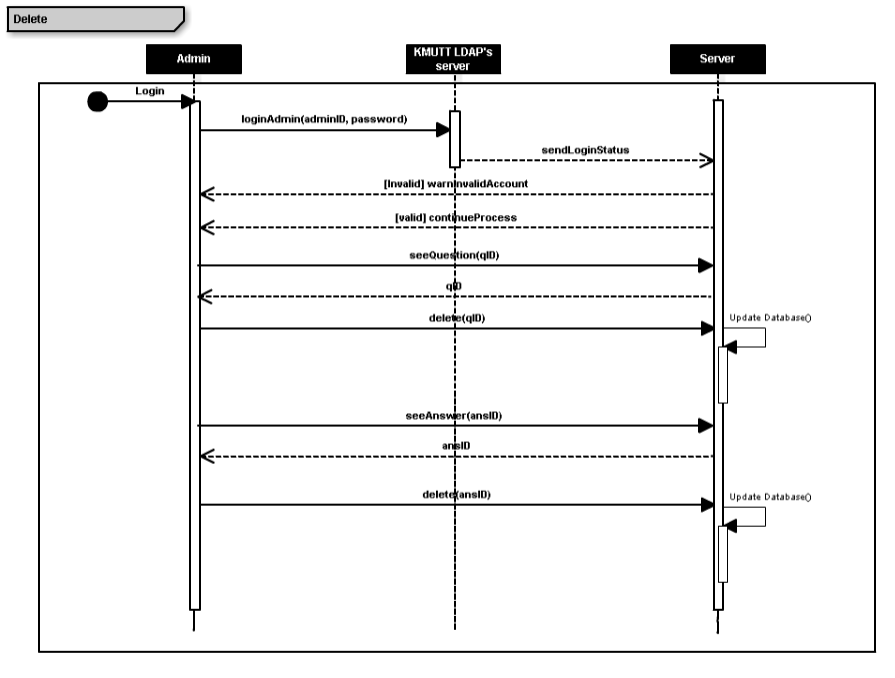 Delete
Admin
KMUTT LDAP's
server
Server
Login
loginAdmin(adminID, password)
sendLoginStatus
[Invalid] warnInvalidAccount
[valid] continueProcess
seeQuestion(qID)
qID
delete(qID)
Update Database()
seeAnswer(ansID)
ansID
delete(ansID)
Update Database()